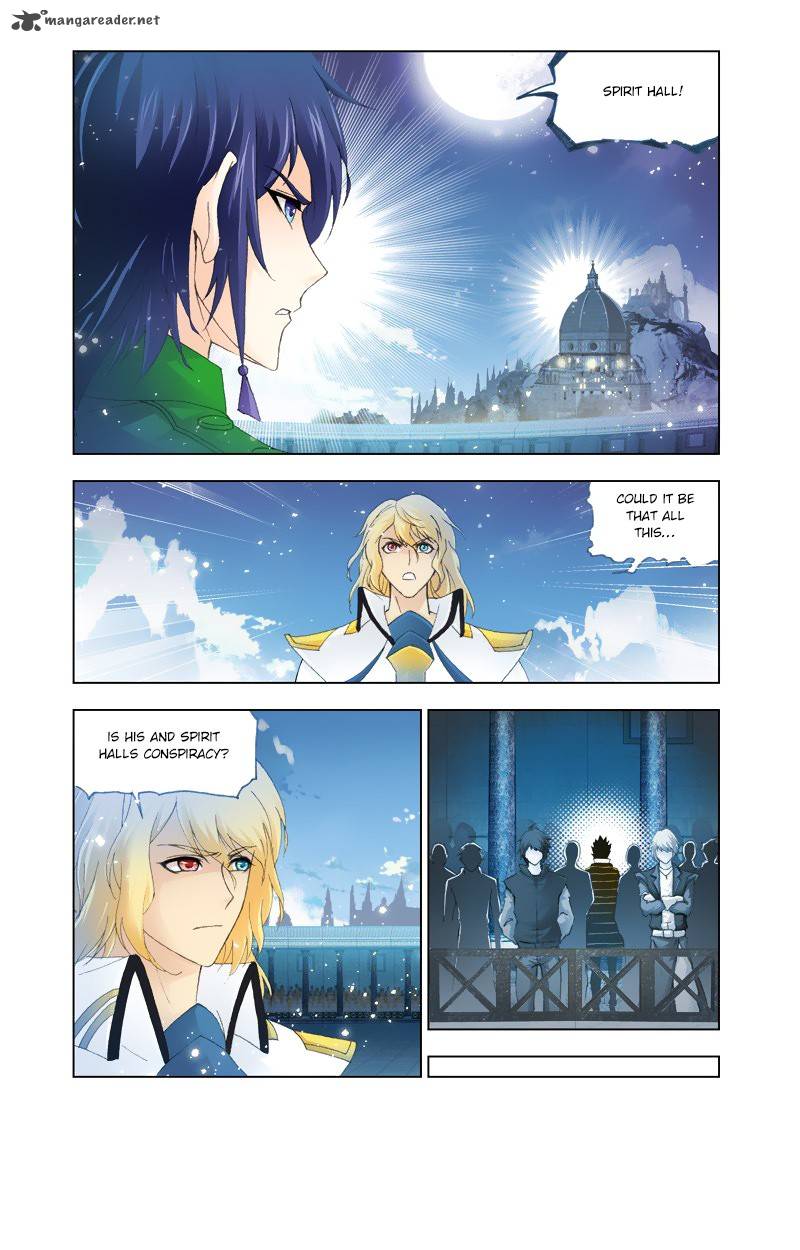 mangareader.net
SPIRIT HALL!
COULD IT BE
THAT ALL
THIS...
IS HIS AND SPIRIT
HALLS CONSPIRACY?